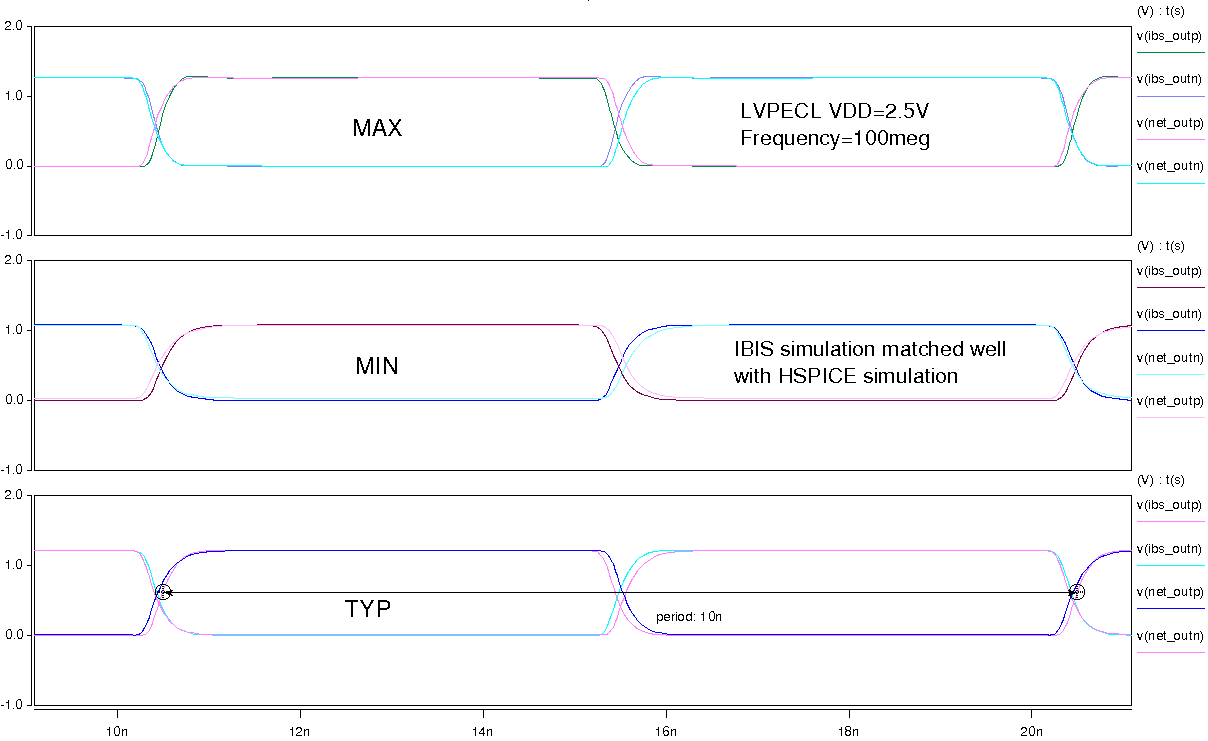 (V) : t(s)
2.0
v(ibs_outp)
v(ibs_outn)
1.0
LVPECL VDD=2.5V
MAX
v(net_outp)
Frequency=100meg
0.0
v(net_outn)
-1.0
(V) : t(s)
2.0
v(ibs_outp)
v(ibs_outn)
1.0
IBIS simulation matched well
MIN
v(net_outn)
with HSPICE simulation
0.0
v(net_outp)
-1.0
(V) : t(s)
2.0
v(ibs_outp)
v(ibs_outn)
1.0
v(net_outp)
TYP
period: 10n
0.0
v(net_outn)
-1.0
10n 12n 14n 16n 18n 20n